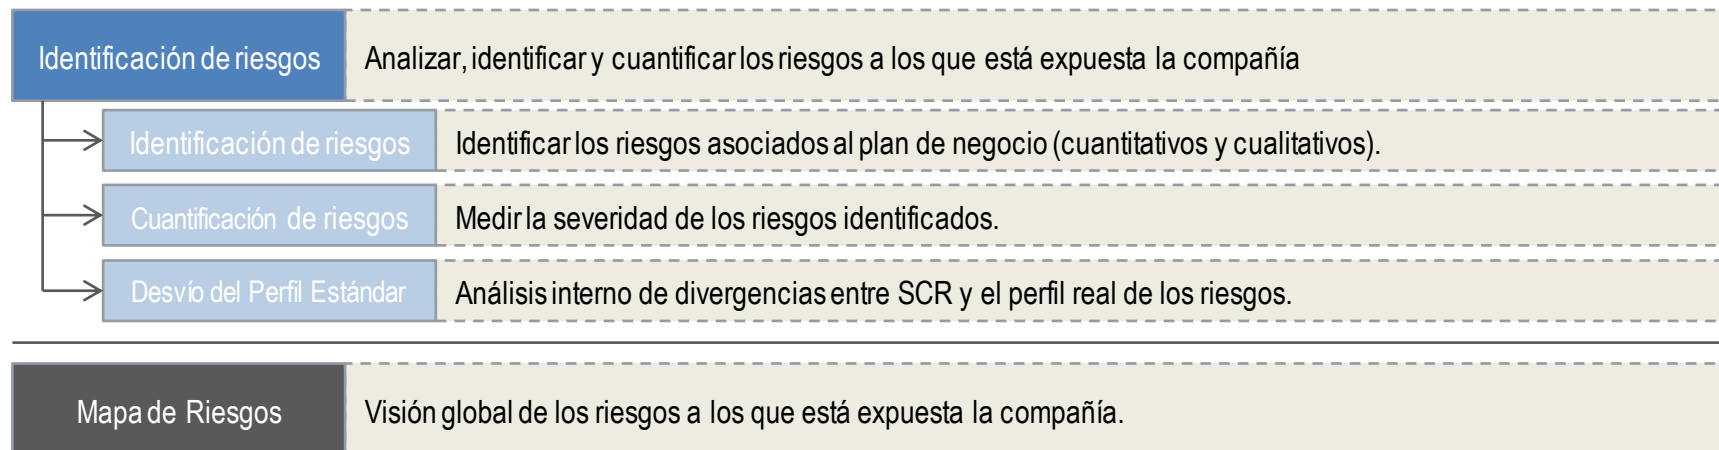 Identificación de riesgos
Analizar, identificar y cuantificar los riesgos a los que está expuesta la compañía
Identificación de riesgos
Identificar los riesgos asociados al plan de negocio (cuantitativos y cualitativos).
Cuantificación de riesgos
Medir la severidad de los riesgos identificados.
Desvío del Perfil Estándar
Análisis interno de divergencias entre SCR y el perfil real de los riesgos.
Mapa de Riesgos
Visión global de los riesgos a los que está expuesta la compañía.